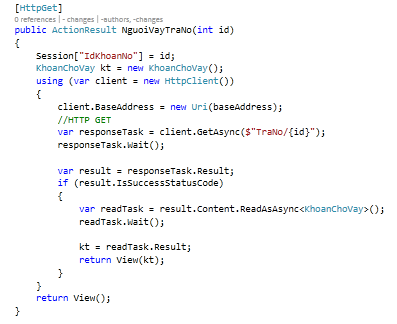 [HttpGet]
0 references | - changes | -authors, -changes
public ActionResult NguoiVayTraNo(int id)
{
    Session["IdKhoanNo"] = id;
    KhoanChoVay kt = new KhoanChoVay();
    using (var client = new HttpClient())
    {
        client.BaseAddress = new Uri(baseAddress);
        //HTTP GET
        var responseTask = client.GetAsync($"TraNo/{id}");
        responseTask.Wait();

        var result = responseTask.Result;
        if (result.IsSuccessStatusCode)
        {
            var readTask = result.Content.ReadAsAsync<KhoanChoVay>();
            readTask.Wait();

            kt = readTask.Result;
            return View(kt);
        }
    }
    return View();
}